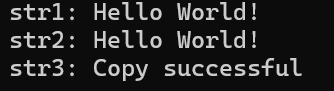 str1: Hello World!
str2: Hello World!
str3: Copy successful